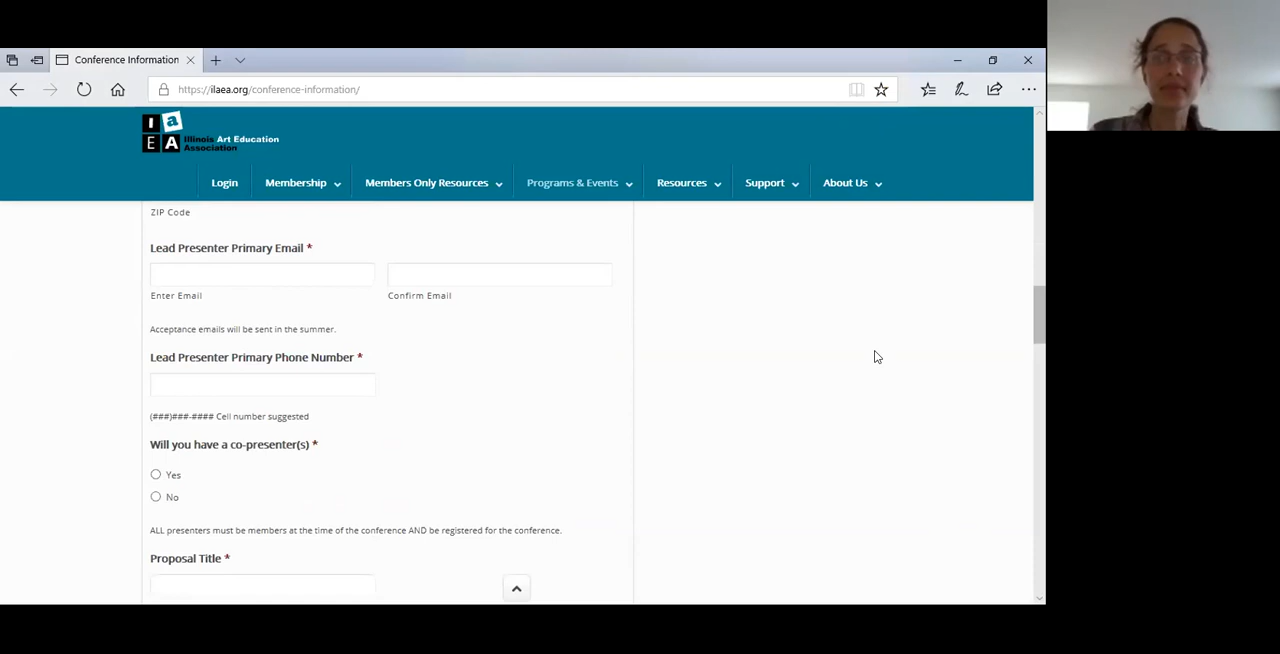 Conference Information
https://ilaea.org/conference-information/
I a E A
Illinois Art Education
Association
Login Membership Members Only Resources Programs & Events Resources Support About Us
ZIP Code
Lead Presenter Primary Email *
Enter Email Confirm Email
Acceptance emails will be sent in the summer.
Lead Presenter Primary Phone Number *
(###)###-#### Cell number suggested
Will you have a co-presenter(s) *
Yes
No
ALL presenters must be members at the time of the conference AND be registered for the conference.
Proposal Title *